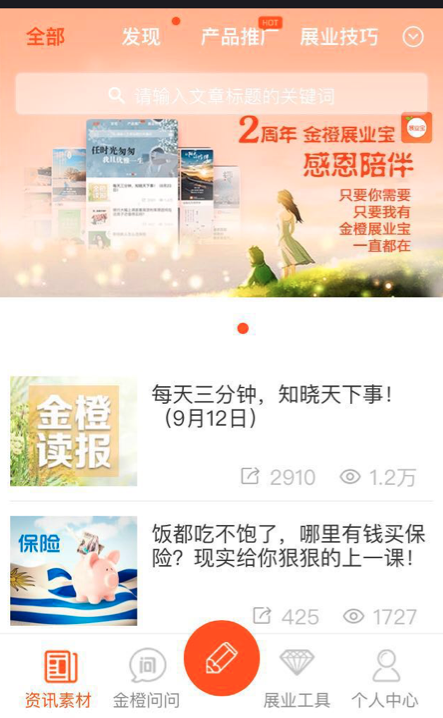 全部 发现 产品推广 HOT 展业技巧
请输入文章标题的关键词
2周年 金橙展业宝
展业宝
感恩陪伴
任时光匆匆
只要你需要
只要我有
金橙展业宝
一直都在
每天三分钟，知晓天下事！
（9月12日）
金橙
读报
2910 1.2万
饭都吃不饱了，哪里有钱买保
险？现实给你狠狠的上一课！
保险
425 1727
问
资讯素材 金橙问问 展业工具 个人中心